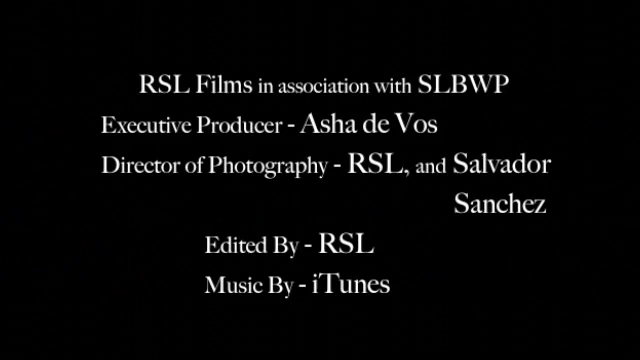 RSL Films in association with SLBWP
Executive Producer - Asha de Vos
Director of Photography - RSL, and Salvador
Sanchez
Edited By - RSL
Music By - iTunes